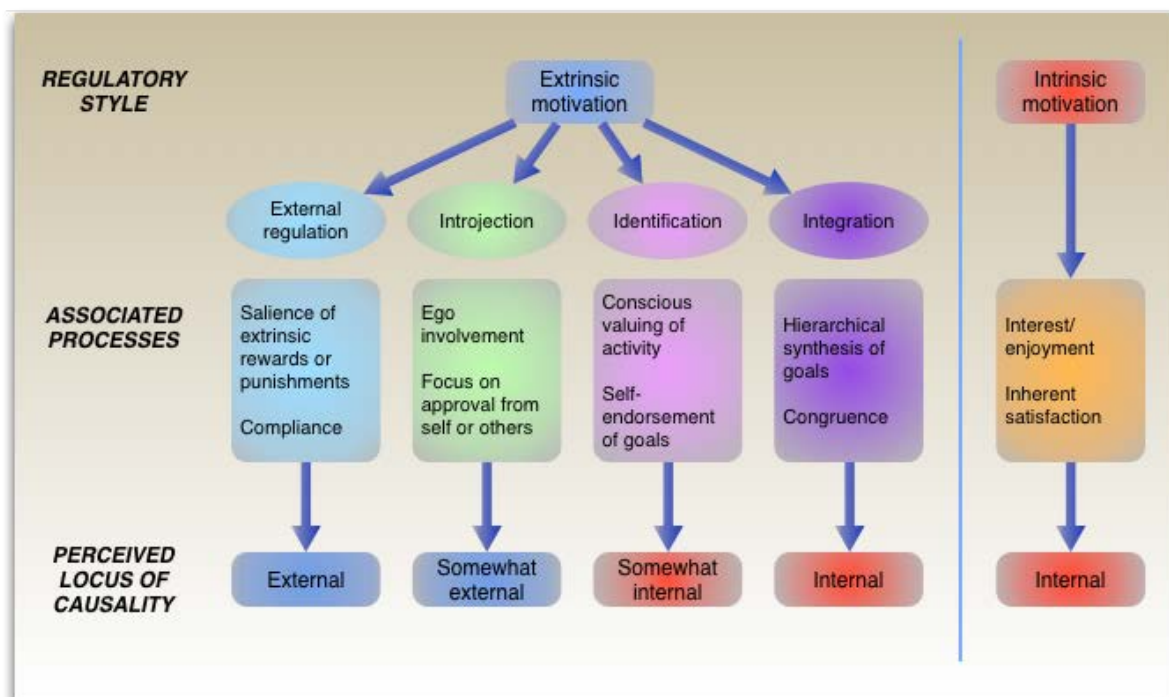 REGULATORY
STYLE
Extrinsic
motivation
Intrinsic
motivation
External
regulation
Introjection
Identification
Integration
ASSOCIATED
PROCESSES
Salience of
extrinsic
rewards or
punishments
Compliance
Ego
involvement
Focus on
approval from
self or others
Conscious
valuing of
activity
Self-
endorsement
of goals
Hierarchical
synthesis of
goals
Congruence
Interest/
enjoyment
Inherent
satisfaction
PERCEIVED
LOCUS OF
CAUSALITY
External
Somewhat
external
Somewhat
internal
Internal
Internal